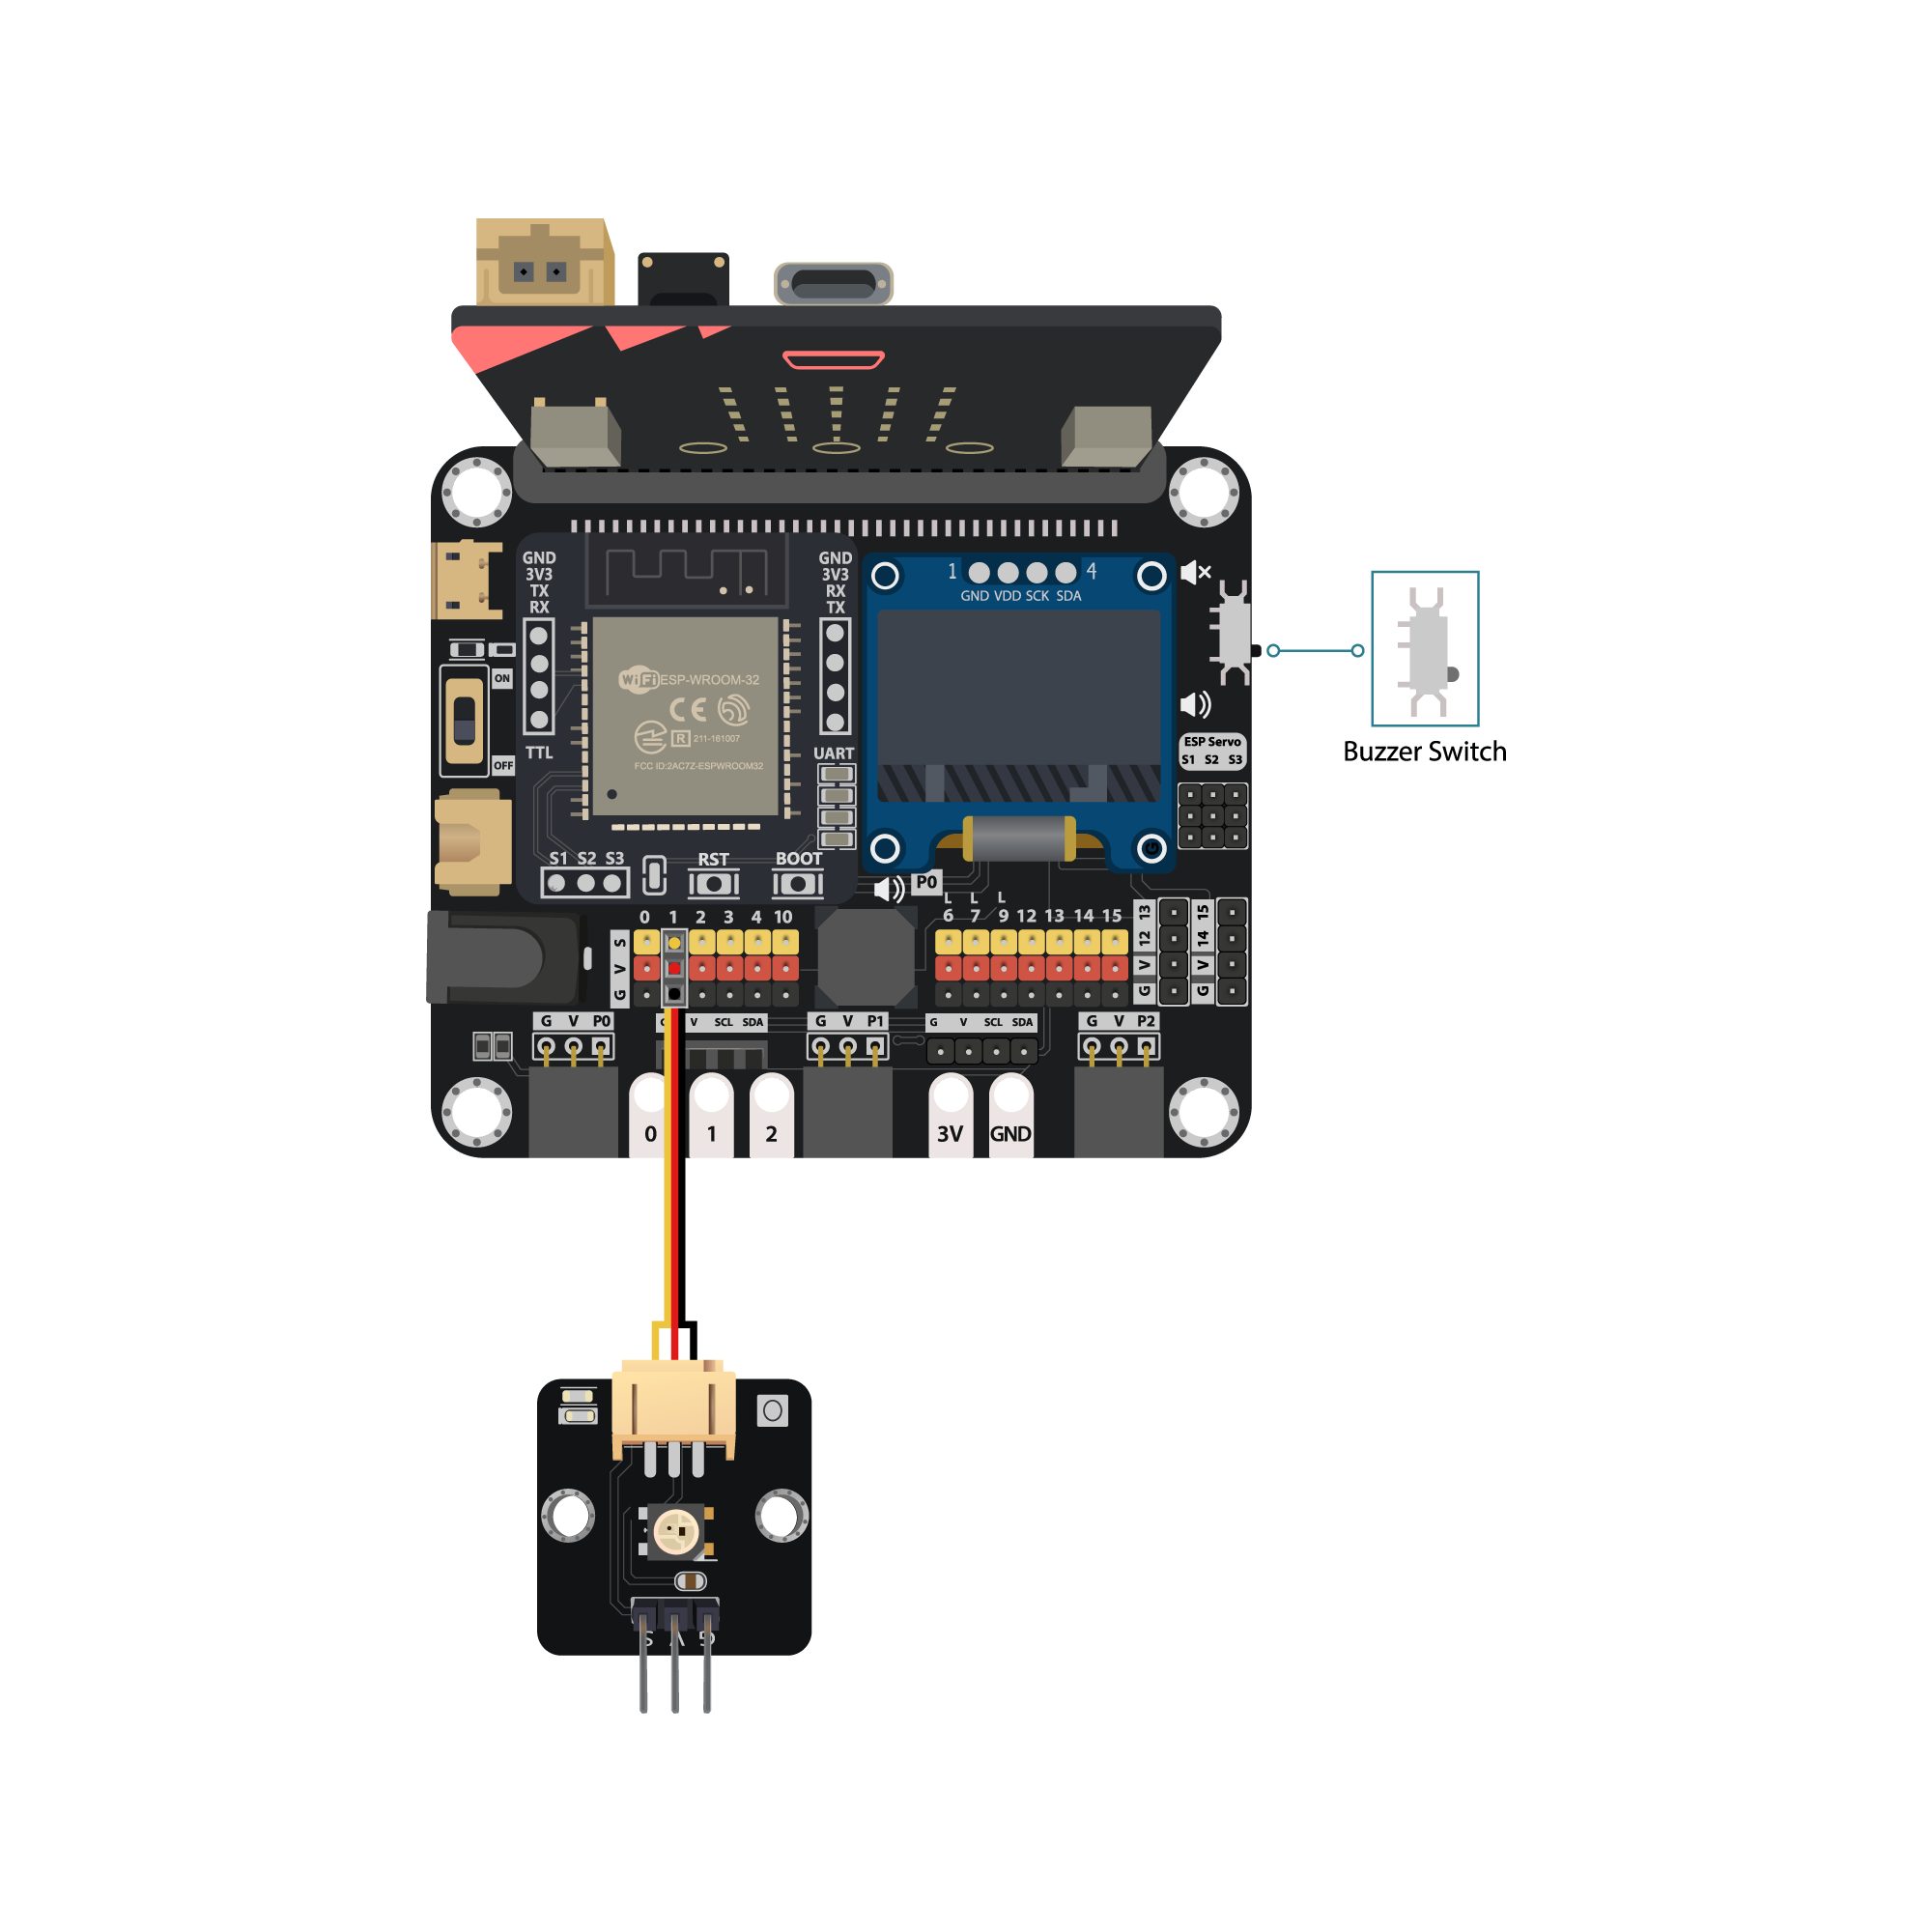 GND
3V3
TX
RX
GND
3V3
RX
TX
1 4
GND VDD SCK SDA
ON
OFF
WiFi ESP-WROOM-32
CE
R 211-161007
FCC ID:2AC7Z-ESPWROOM32
TTL
UART
Buzzer Switch
ESP Servo
S1 S2 S3
S1 S2 S3
RST
BOOT
P0
L L L
0 1 2 3 4 10
6 7 9 12 13 14 15
S
V
G
13
12
V
G
15
14
V
G
G V P0
V SCL SDA
G V P1
G V SCL SDA
G V P2
0 1 2 3V GND
S V G